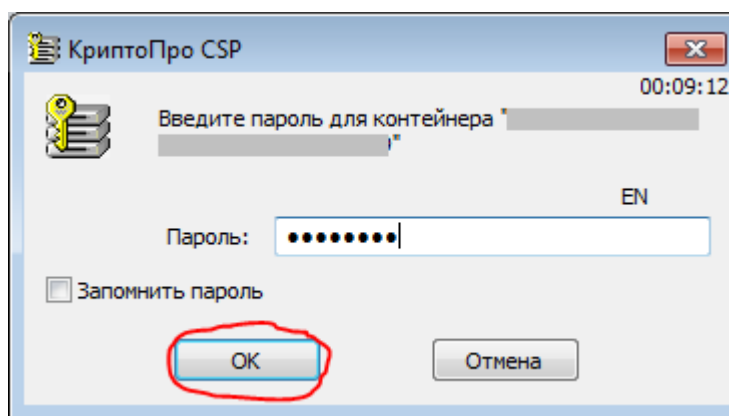 КриптоПро CSP
00:09:12
Введите пароль для контейнера "
"
EN
Пароль: ●●●●●●●●
Запомнить пароль
OK Отмена